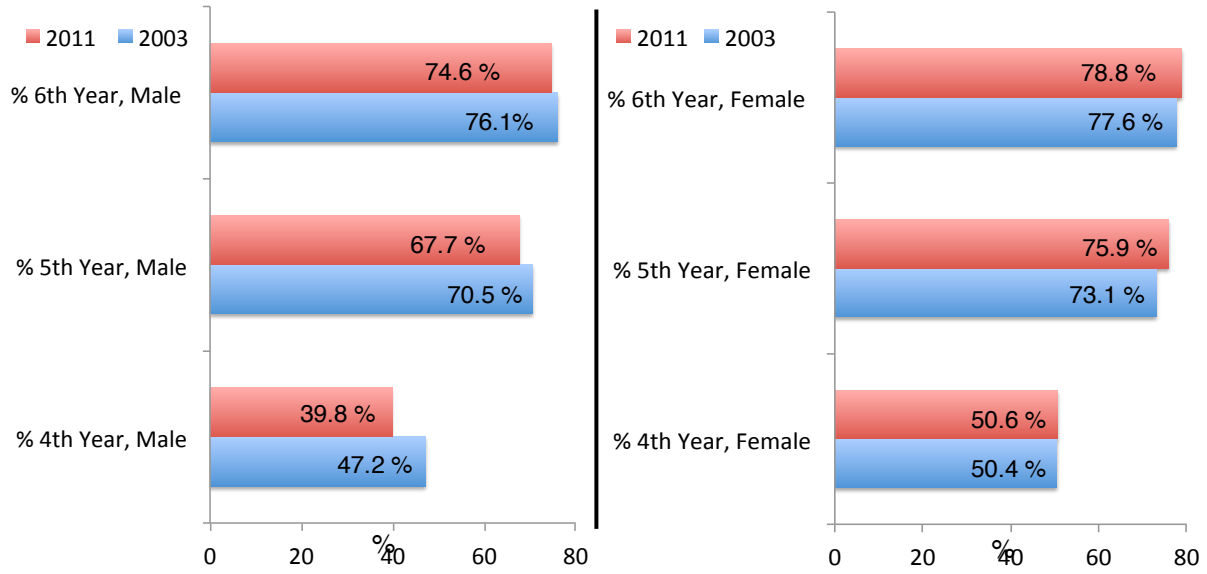 2011 2003
% 6th Year, Male
74.6 %
76.1%
% 5th Year, Male
67.7 %
70.5 %
% 4th Year, Male
39.8 %
47.2 %
0 20 40 60 80
%
2011 2003
% 6th Year, Female
78.8 %
77.6 %
% 5th Year, Female
75.9 %
73.1 %
% 4th Year, Female
50.6 %
50.4 %
0 20 40 60 80
%